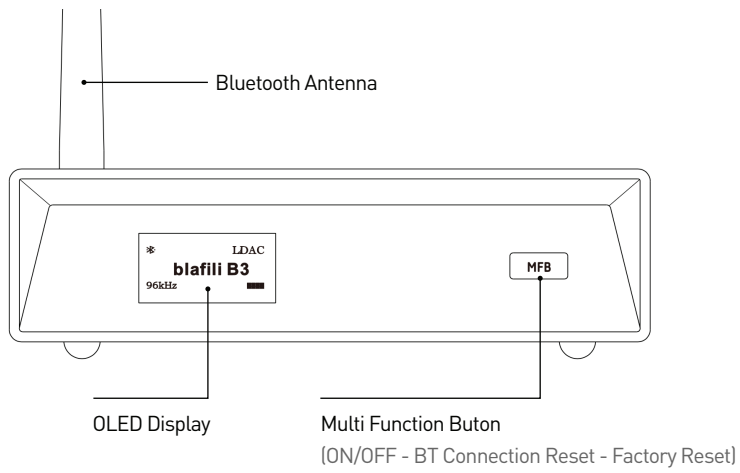 Bluetooth Antenna
LDAC
blafili B3
96kHz
MFB
OLED Display
Multi Function Buton
(ON/OFF - BT Connection Reset - Factory Reset)